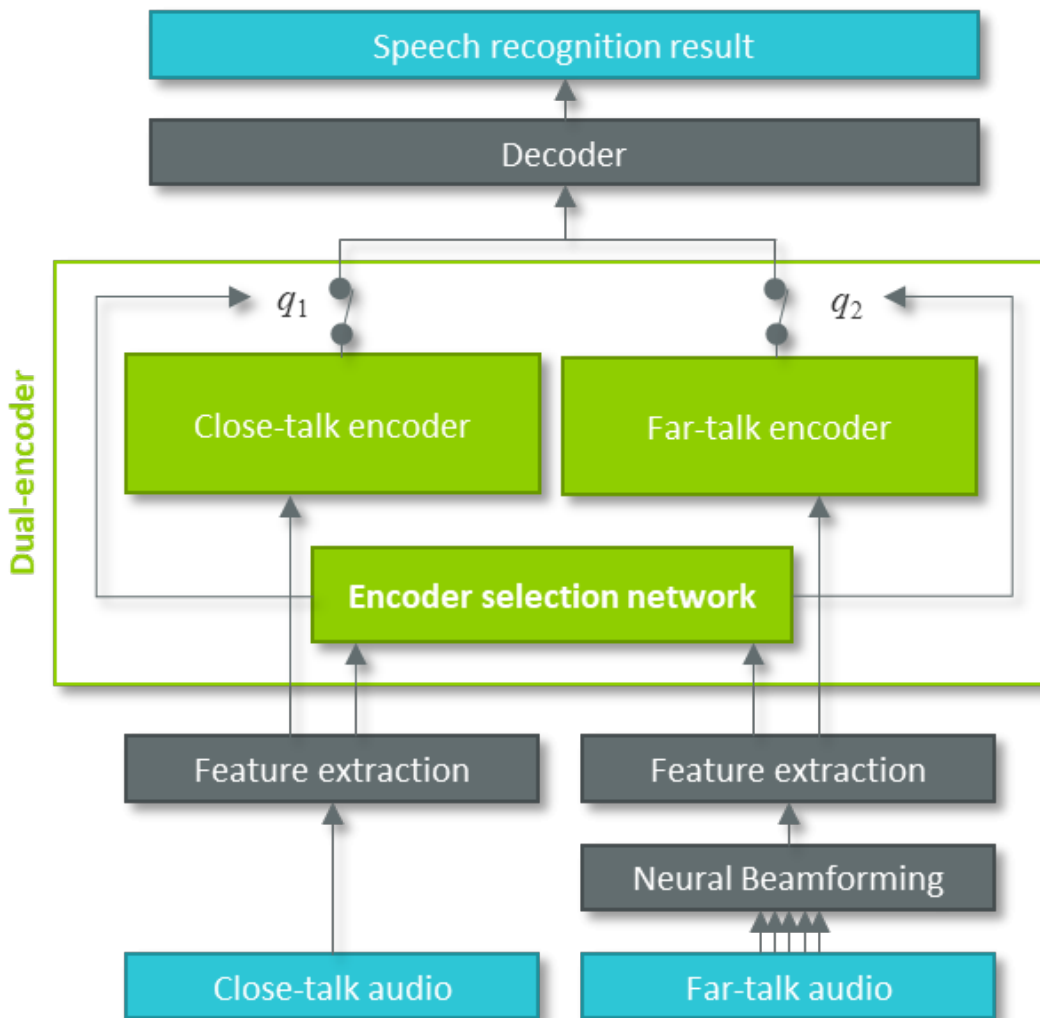 Speech recognition result
Decoder
q1
q2
Close-talk encoder
Far-talk encoder
Dual-encoder
Encoder selection network
Feature extraction
Feature extraction
Neural Beamforming
Close-talk audio
Far-talk audio